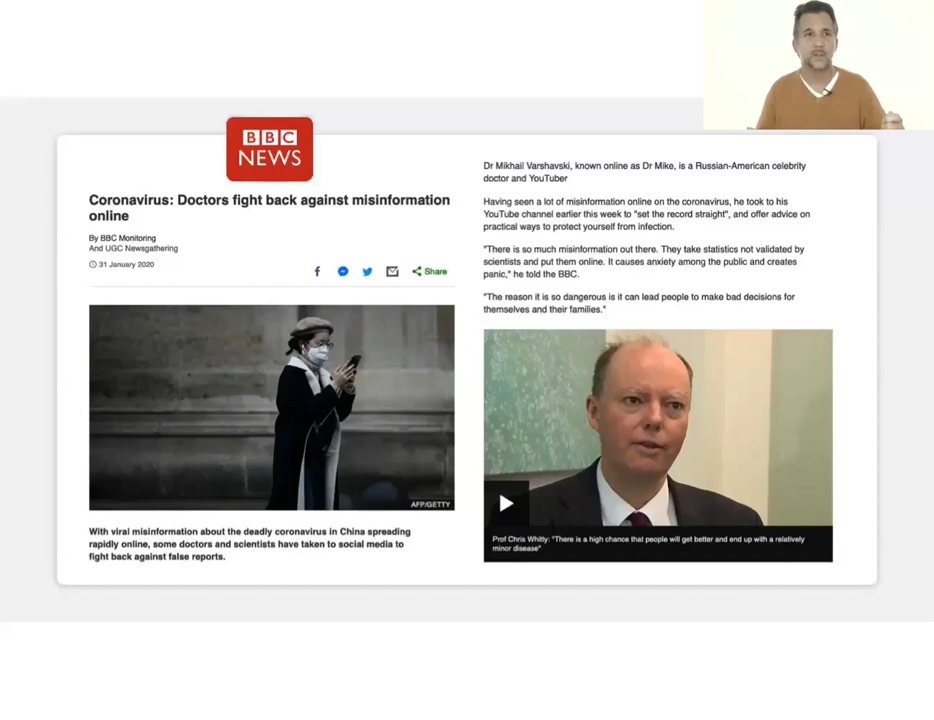 BBC
NEWS
Coronavirus: Doctors fight back against misinformation
online
By BBC Monitoring
And UGC Newsgathering
31 January 2020
Share
AFP/GETTY
With viral misinformation about the deadly coronavirus in China spreading
rapidly online, some doctors and scientists have taken to social media to
fight back against false reports.
Dr Mikhail Varshavski, known online as Dr Mike, is a Russian-American celebrity
doctor and YouTuber
Having seen a lot of misinformation online on the coronavirus, he took to his
YouTube channel earlier this week to "set the record straight", and offer advice on
practical ways to protect yourself from infection.
"There is so much misinformation out there. They take statistics not validated by
scientists and put them online. It causes anxiety among the public and creates
panic," he told the BBC.
"The reason it is so dangerous is it can lead people to make bad decisions for
themselves and their families."
Prof Chris Whitty: "There is a high chance that people will get better and end up with a relatively
minor disease"